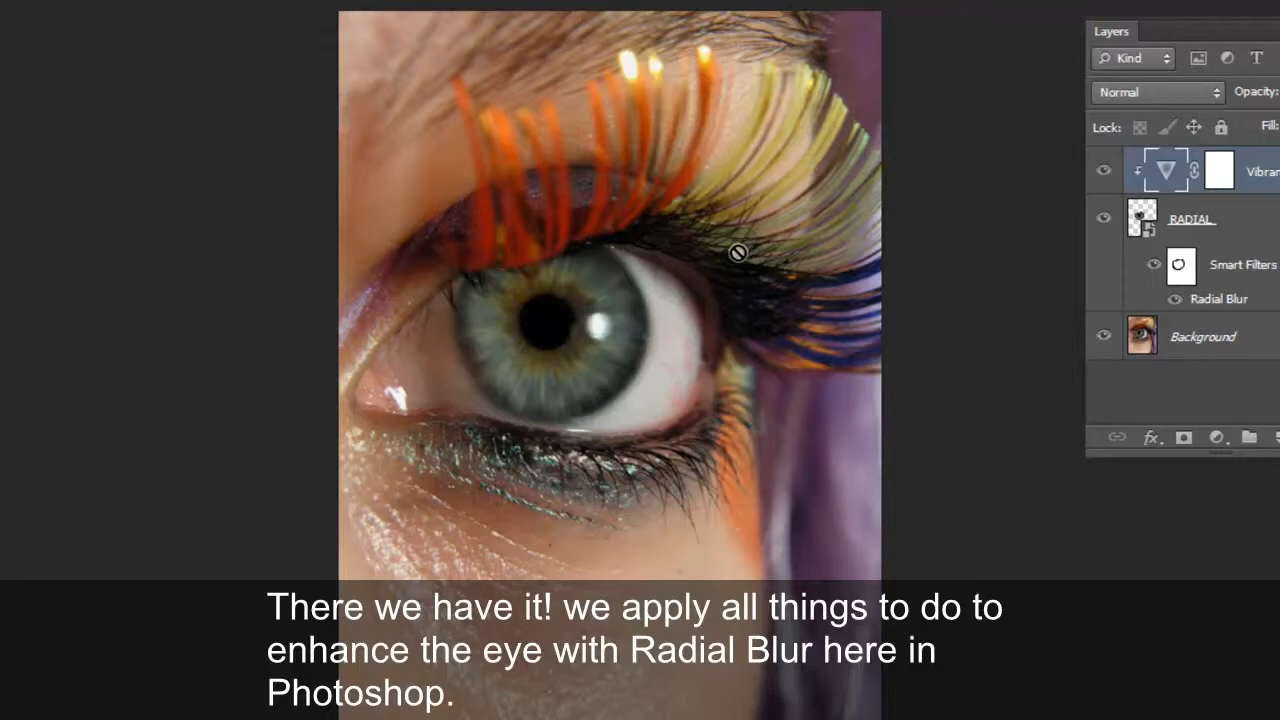 Layers
Kind
Normal
Opacity:
Lock:
Fill:
Vibran
RADIAL
Smart Filters
Radial Blur
Background
fx
There we have it! we apply all things to do to
enhance the eye with Radial Blur here in
Photoshop.